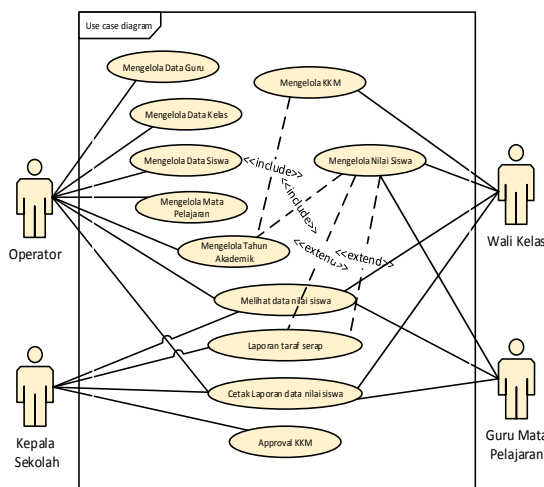 Use case diagram
Mengelola Data Guru
Mengelola KKM
Mengelola Data Kelas
Mengelola Data Siswa
<<include>>
Mengelola Nilai Siswa
<<include>>
Mengelola Mata
Pelajaran
Operator
Wali Kelas
Mengelola Tahun
Akademik
<<extend>>
<<extend>>
Melihat data nilai siswa
Laporan taraf serap
Cetak Laporan data nilai siswa
Kepala
Sekolah
Guru Mata
Pelajaran
Approval KKM